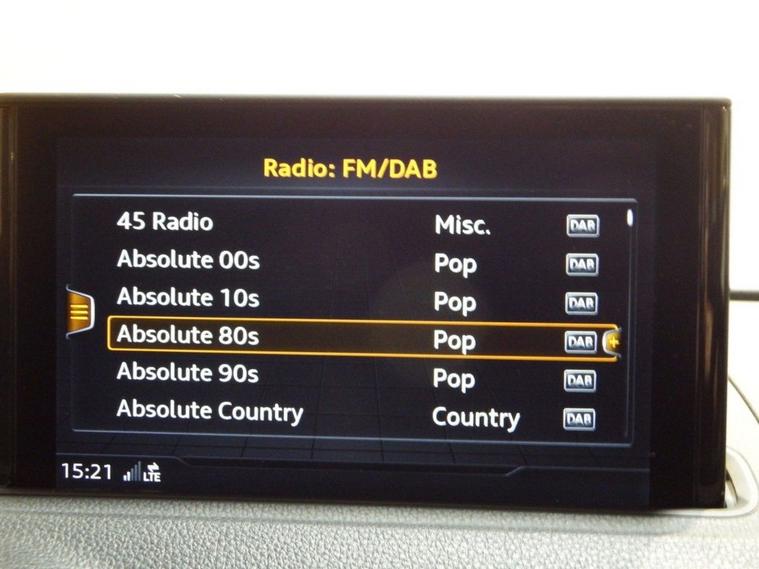 Radio: FM/DAB
45 Radio Misc. DAB
Absolute 00s Pop DAB
Absolute 10s Pop DAB
Absolute 80s Pop DAB +
Absolute 90s Pop DAB
Absolute Country Country DAB
15:21 LTE